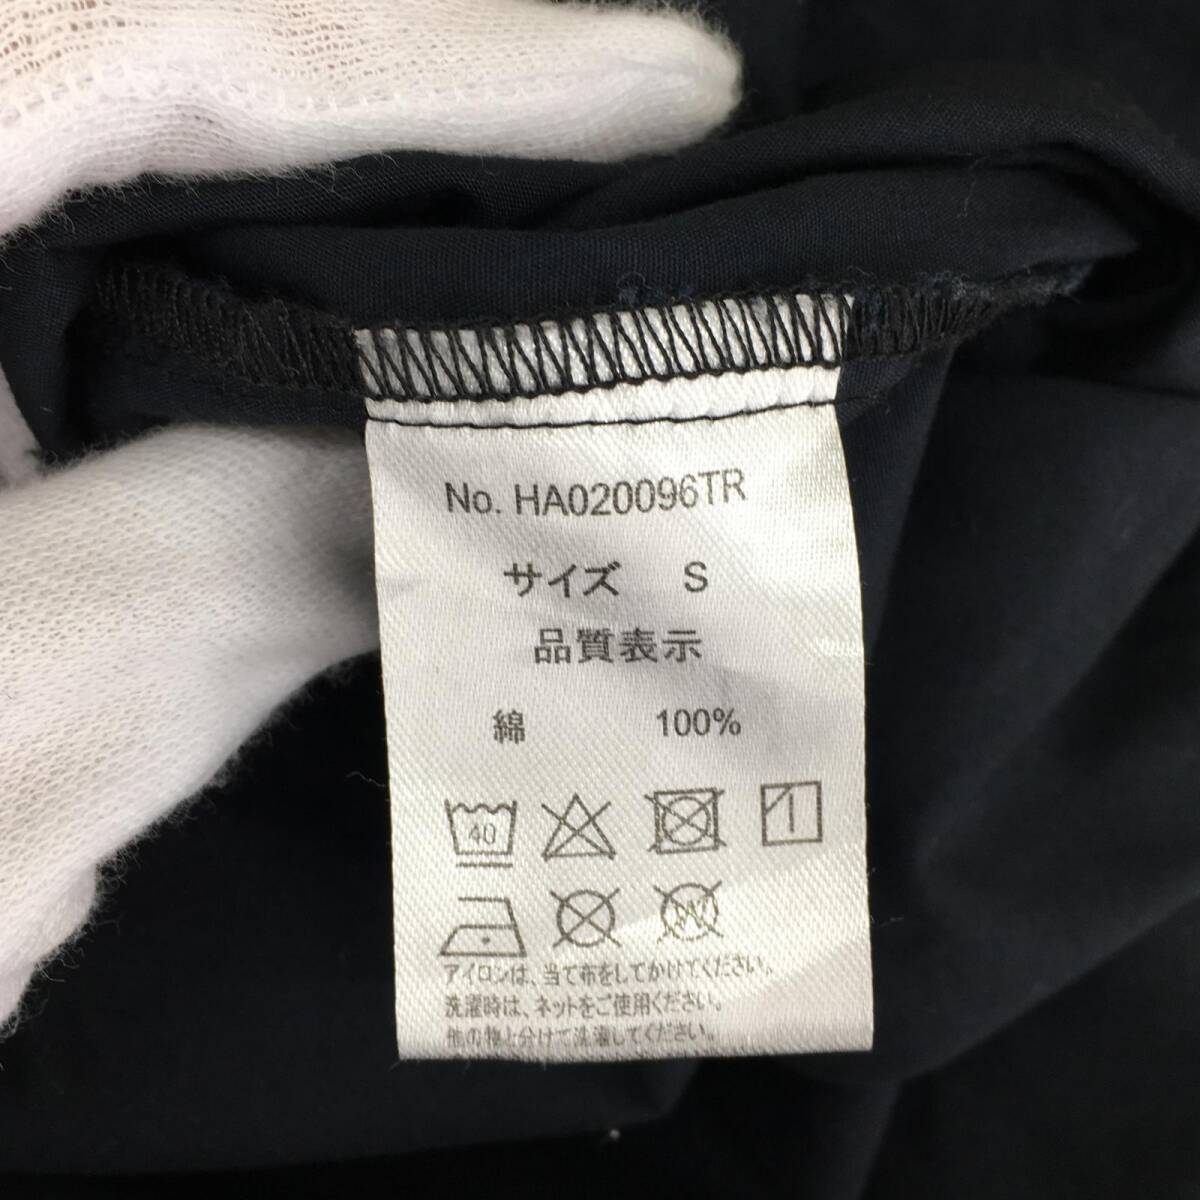 No. HA020096TR
サイズ S
品質表示
綿 100%
40
W
アイロンは、当て布をしてかけてください。
洗濯時は、ネットをご使用ください。
他の物と分けて洗濯してください。